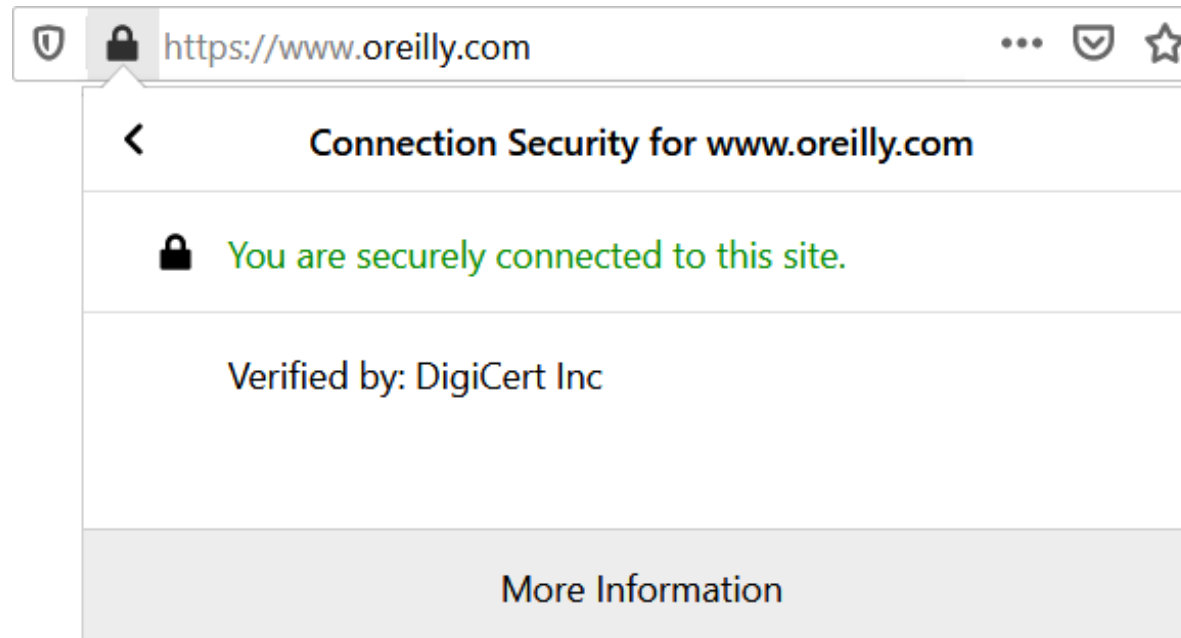 https://www.oreilly.com
Connection Security for www.oreilly.com
You are securely connected to this site.
Verified by: DigiCert Inc
More Information